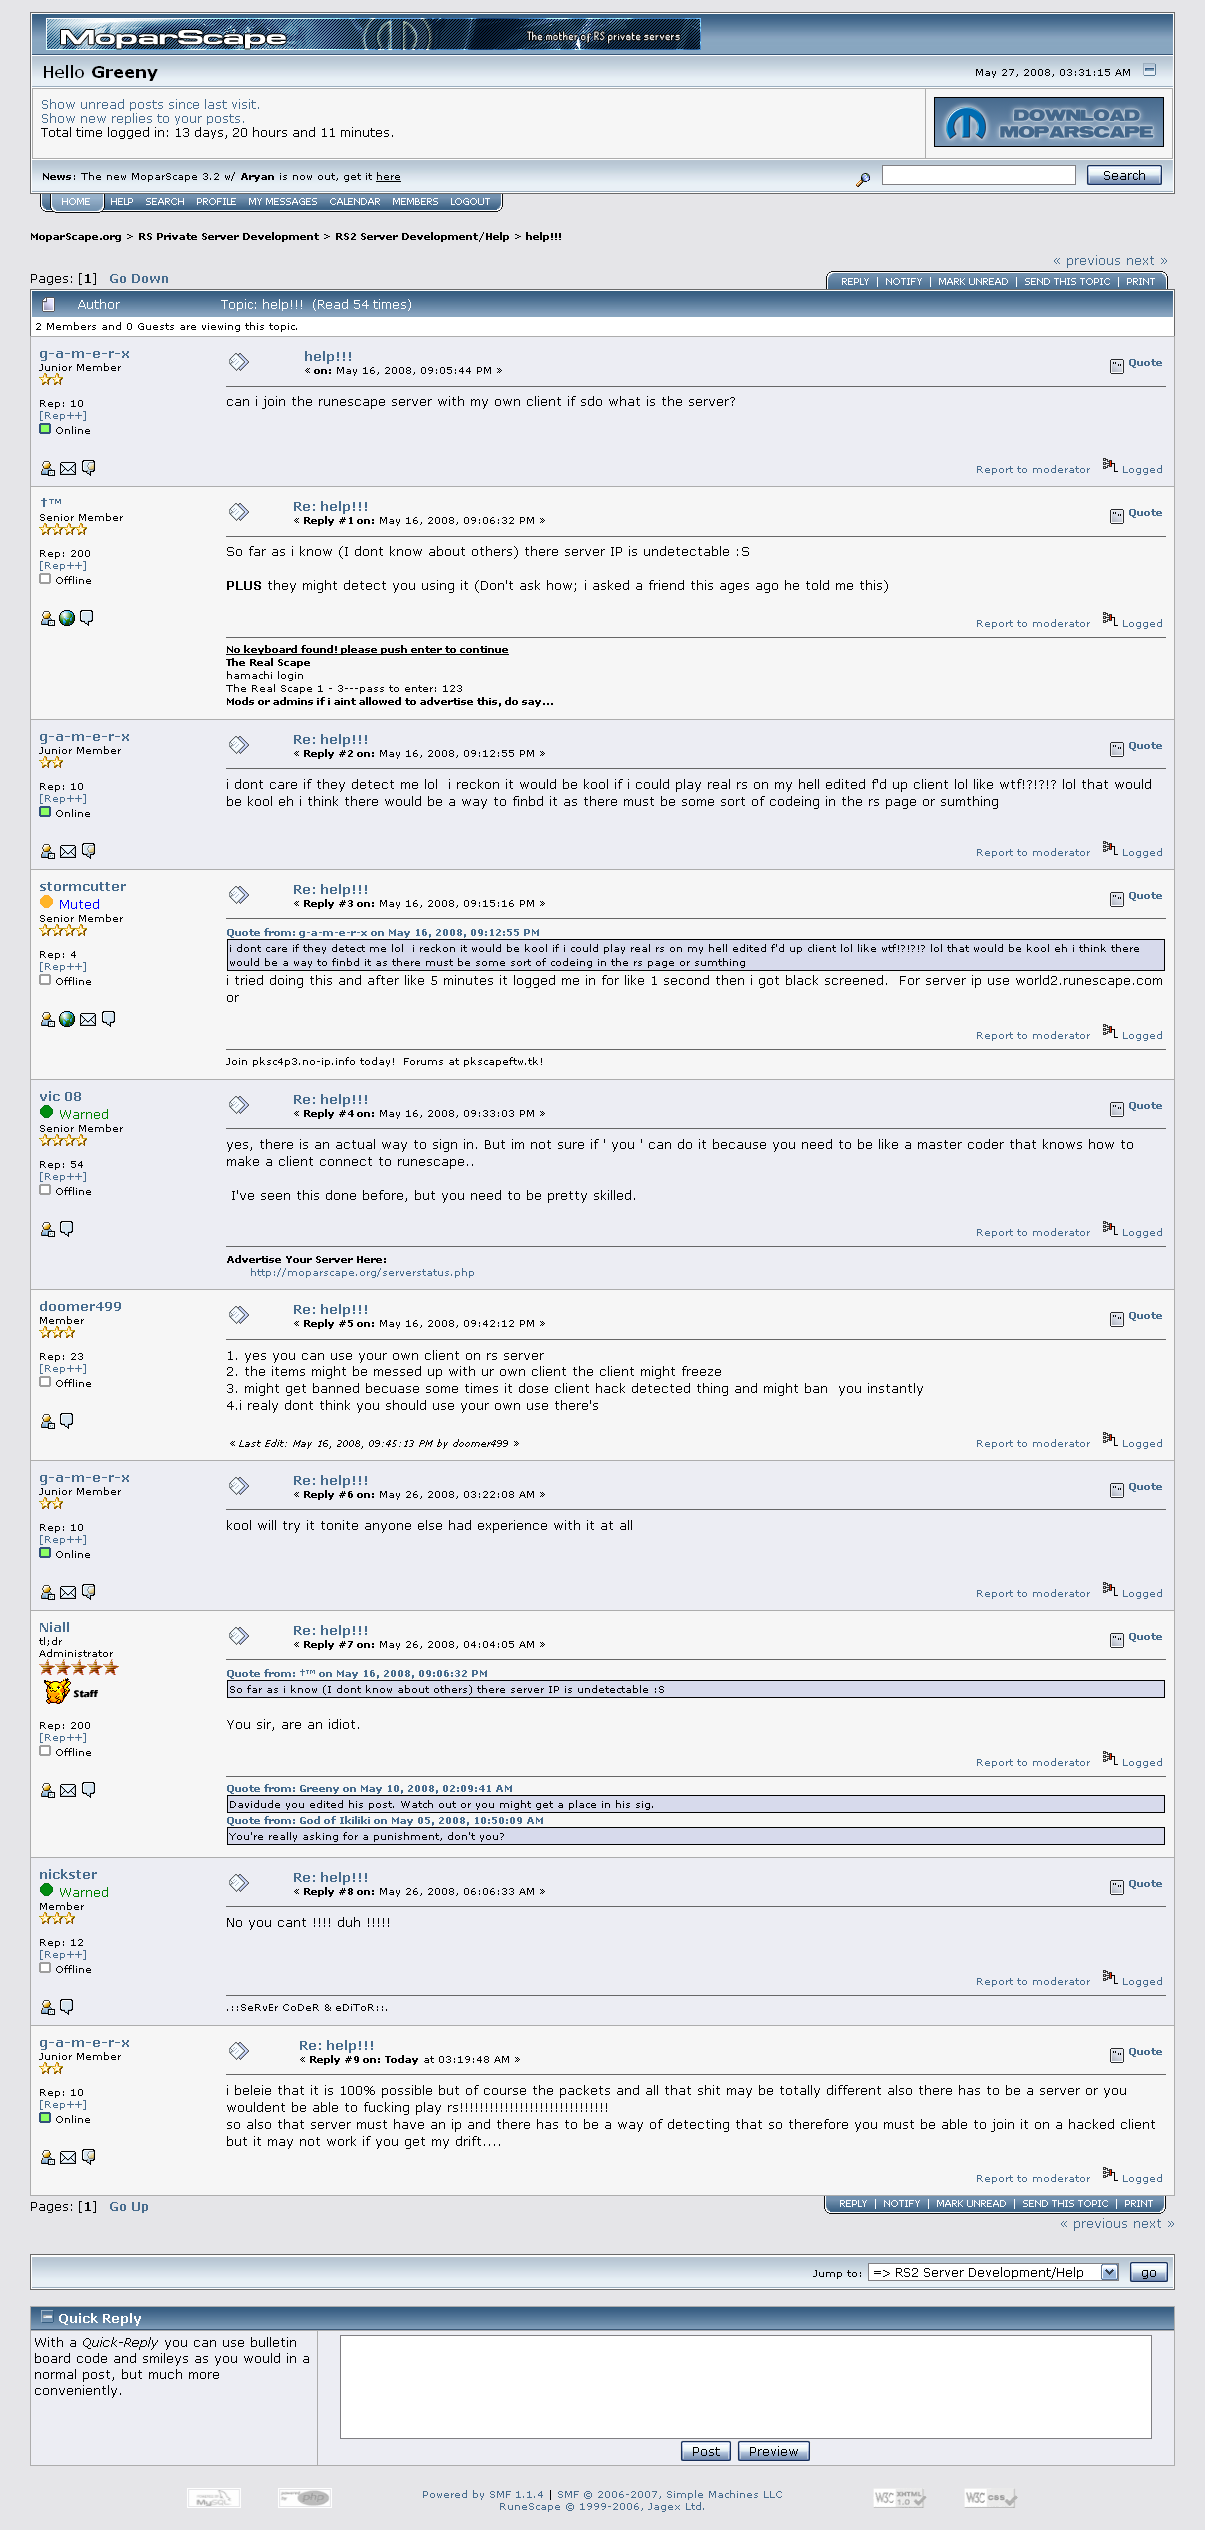 MoparScape The mother of RS private servers
Hello Greeny May 27, 2008, 03:31:15 AM
Show unread posts since last visit.
Show new replies to your posts.
Total time logged in: 13 days, 20 hours and 11 minutes.
DOWNLOAD
MOPARSCAPE
News: The new MoparScape 3.2 w/ Aryan is now out, get it here Search
HOME HELP SEARCH PROFILE MY MESSAGES CALENDAR MEMBERS LOGOUT
MoparScape.org > RS Private Server Development > RS2 Server Development/Help > help!!!
« previous next »
Pages: [1] Go Down REPLY | NOTIFY | MARK UNREAD | SEND THIS TOPIC | PRINT
Author Topic: help!!! (Read 54 times)
2 Members and 0 Guests are viewing this topic.
g-a-m-e-r-x
Junior Member
Rep: 10
[Rep++]
Online
help!!!
« on: May 16, 2008, 09:05:44 PM »
Quote
can i join the runescape server with my own client if sdo what is the server?
Report to moderator Logged
†™
Senior Member
Rep: 200
[Rep++]
Offline
Re: help!!!
« Reply #1 on: May 16, 2008, 09:06:32 PM »
Quote
So far as i know (I dont know about others) there server IP is undetectable :S
PLUS they might detect you using it (Don't ask how; i asked a friend this ages ago he told me this)
Report to moderator Logged
No keyboard found! please push enter to continue
The Real Scape
hamachi login
The Real Scape 1 - 3---pass to enter: 123
Mods or admins if i aint allowed to advertise this, do say...
g-a-m-e-r-x
Junior Member
Rep: 10
[Rep++]
Online
Re: help!!!
« Reply #2 on: May 16, 2008, 09:12:55 PM »
Quote
i dont care if they detect me lol i reckon it would be kool if i could play real rs on my hell edited f'd up client lol like wtf!?!?!? lol that would
be kool eh i think there would be a way to finbd it as there must be some sort of codeing in the rs page or sumthing
Report to moderator Logged
stormcutter
Muted
Senior Member
Rep: 4
[Rep++]
Offline
Re: help!!!
« Reply #3 on: May 16, 2008, 09:15:16 PM »
Quote
Quote from: g-a-m-e-r-x on May 16, 2008, 09:12:55 PM
i dont care if they detect me lol i reckon it would be kool if i could play real rs on my hell edited f'd up client lol like wtf!?!?!? lol that would be kool eh i think there
would be a way to finbd it as there must be some sort of codeing in the rs page or sumthing
i tried doing this and after like 5 minutes it logged me in for like 1 second then i got black screened. For server ip use world2.runescape.com
or
Report to moderator Logged
Join pksc4p3.no-ip.info today! Forums at pkscapeftw.tk!
vic 08
Warned
Senior Member
Rep: 54
[Rep++]
Offline
Re: help!!!
« Reply #4 on: May 16, 2008, 09:33:03 PM »
Quote
yes, there is an actual way to sign in. But im not sure if ' you ' can do it because you need to be like a master coder that knows how to
make a client connect to runescape..
I've seen this done before, but you need to be pretty skilled.
Report to moderator Logged
Advertise Your Server Here:
http://moparscape.org/serverstatus.php
doomer499
Member
Rep: 23
[Rep++]
Offline
Re: help!!!
« Reply #5 on: May 16, 2008, 09:42:12 PM »
Quote
1. yes you can use your own client on rs server
2. the items might be messed up with ur own client the client might freeze
3. might get banned becuase some times it dose client hack detected thing and might ban you instantly
4.i realy dont think you should use your own use there's
« Last Edit: May 16, 2008, 09:45:13 PM by doomer499 »
Report to moderator Logged
g-a-m-e-r-x
Junior Member
Rep: 10
[Rep++]
Online
Re: help!!!
« Reply #6 on: May 26, 2008, 03:22:08 AM »
Quote
kool will try it tonite anyone else had experience with it at all
Report to moderator Logged
Niall
tl;dr
Administrator
Staff
Rep: 200
[Rep++]
Offline
Re: help!!!
« Reply #7 on: May 26, 2008, 04:04:05 AM »
Quote
Quote from: †™ on May 16, 2008, 09:06:32 PM
So far as i know (I dont know about others) there server IP is undetectable :S
You sir, are an idiot.
Report to moderator Logged
Quote from: Greeny on May 10, 2008, 02:09:41 AM
Davidude you edited his post. Watch out or you might get a place in his sig.
Quote from: God of Ikiliki on May 05, 2008, 10:50:09 AM
You're really asking for a punishment, don't you?
nickster
Warned
Member
Rep: 12
[Rep++]
Offline
Re: help!!!
« Reply #8 on: May 26, 2008, 06:06:33 AM »
Quote
No you cant !!!! duh !!!!!
Report to moderator Logged
.::SeRvEr CoDeR & eDiToR::.
g-a-m-e-r-x
Junior Member
Rep: 10
[Rep++]
Online
Re: help!!!
« Reply #9 on: Today at 03:19:48 AM »
Quote
i beleie that it is 100% possible but of course the packets and all that shit may be totally different also there has to be a server or you
wouldent be able to fucking play rs!!!!!!!!!!!!!!!!!!!!!!!!!!!!!!
so also that server must have an ip and there has to be a way of detecting that so therefore you must be able to join it on a hacked client
but it may not work if you get my drift....
Report to moderator Logged
Pages: [1] Go Up REPLY | NOTIFY | MARK UNREAD | SEND THIS TOPIC | PRINT
« previous next »
Jump to: => RS2 Server Development/Help go
Quick Reply
With a Quick-Reply you can use bulletin
board code and smileys as you would in a
normal post, but much more
conveniently.
Post Preview
MySQL php
Powered by SMF 1.1.4 | SMF © 2006-2007, Simple Machines LLC
RuneScape © 1999-2006, Jagex Ltd.
W3C XHTML 1.0 W3C css